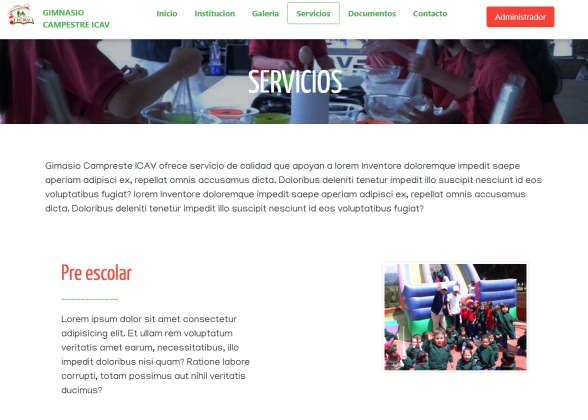 GIMNASIO
CAMPESTRE ICAV
Inicio
Institucion
Galería
Servicios
Documentos
Contacto
Administrador
SERVICIOS
Gimasio Campreste ICAV ofrece servicio de calidad que apoyan a lorem Inventore doloremque impedit saepe
aperiam adipisci ex, repellat omnis accusamus dicta. Doloribus deleniti tenetur impedit illo suscipit nesciunt id eos
voluptatibus fugiat? lorem Inventore doloremque impedit saepe aperiam adipisci ex, repellat omnis accusamus
dicta. Doloribus deleniti tenetur impedit illo suscipit nesciunt id eos voluptatibus fugiat?
Pre escolar
____________
Lorem ipsum dolor sit amet consectetur
adipisicing elit. Et ullam rem voluptatum
veritatis amet earum, necessitatibus, illo
impedit doloribus nisi quam? Ratione labore
corrupti, totam possimus aut nihil veritatis
ducimus?